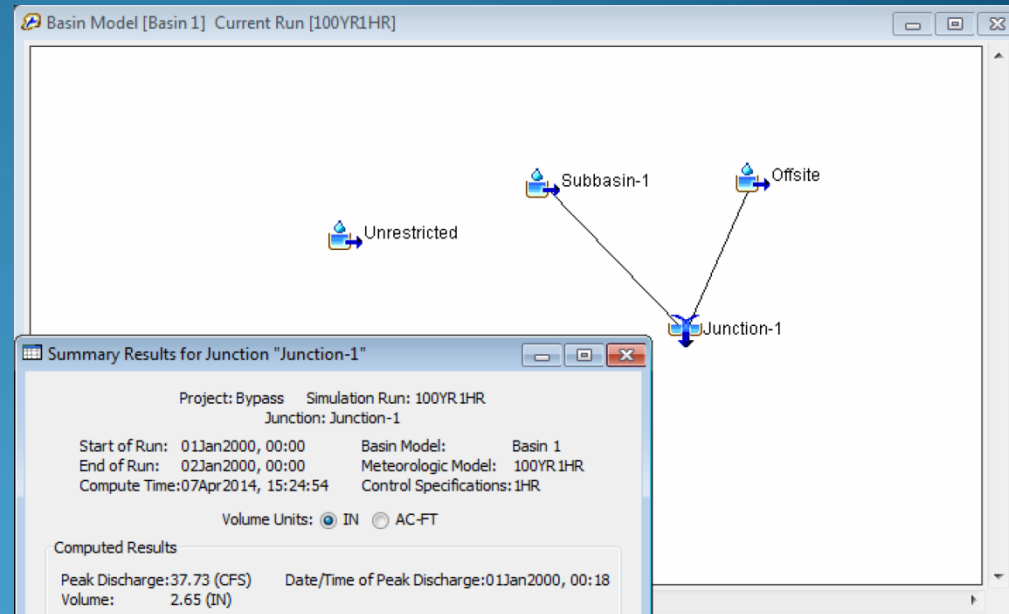 Basin Model [Basin 1] Current Run [100YR1HR]
Subbasin-1
Offsite
Unrestricted
Junction-1
Summary Results for Junction "Junction-1"
Project: Bypass Simulation Run: 100YR1HR
Junction: Junction-1
Start of Run: 01Jan2000, 00:00 Basin Model: Basin 1
End of Run: 02Jan2000, 00:00 Meteorologic Model: 100YR1HR
Compute Time:07Apr2014, 15:24:54 Control Specifications:1HR
Volume Units: IN AC-FT
Computed Results
Peak Discharge:37.73 (CFS) Date/Time of Peak Discharge:01Jan2000, 00:18
Volume: 2.65 (IN)